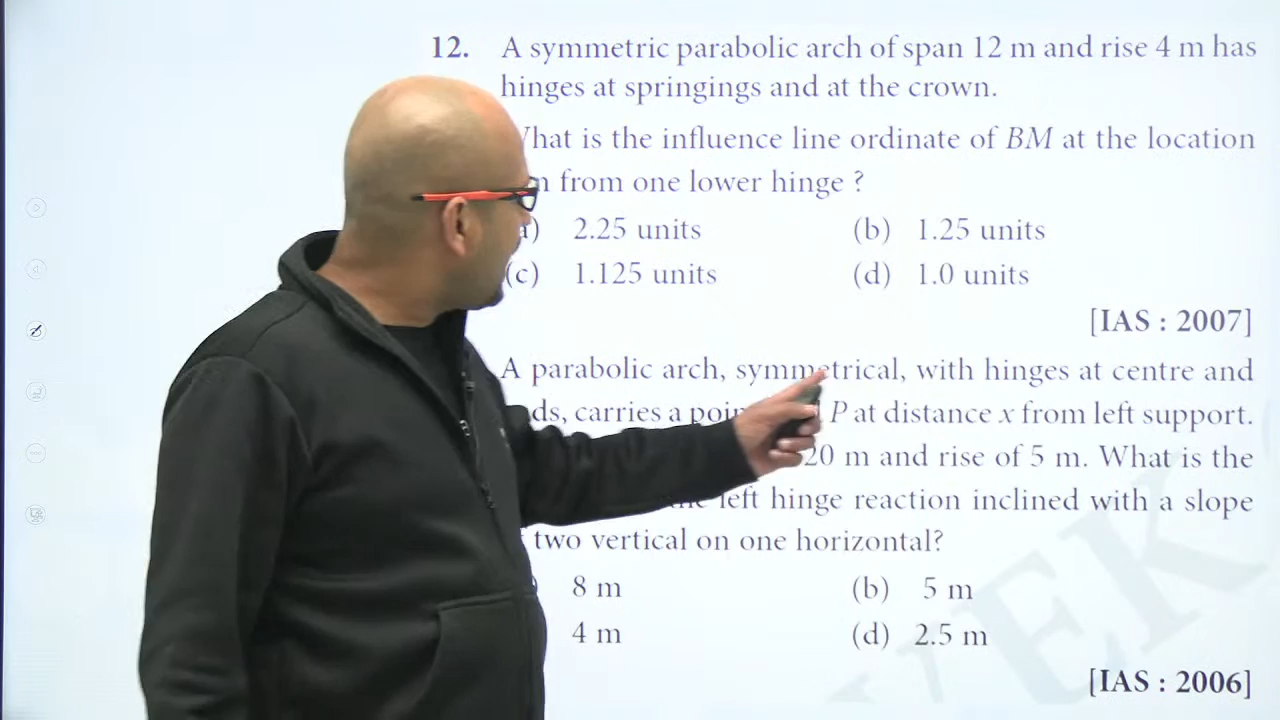 12. A symmetric parabolic arch of span 12 m and rise 4 m has
hinges at springings and at the crown.
What is the influence line ordinate of BM at the location
from one lower hinge ?
2.25 units (b) 1.25 units
(c) 1.125 units (d) 1.0 units
[IAS : 2007]
A parabolic arch, symmetrical, with hinges at centre and
carries a P at distance x from left support.
20 m and rise of 5 m. What is the
left hinge reaction inclined with a slope
two vertical on one horizontal?
8 m (b) 5 m
4 m (d) 2.5 m
[IAS : 2006]